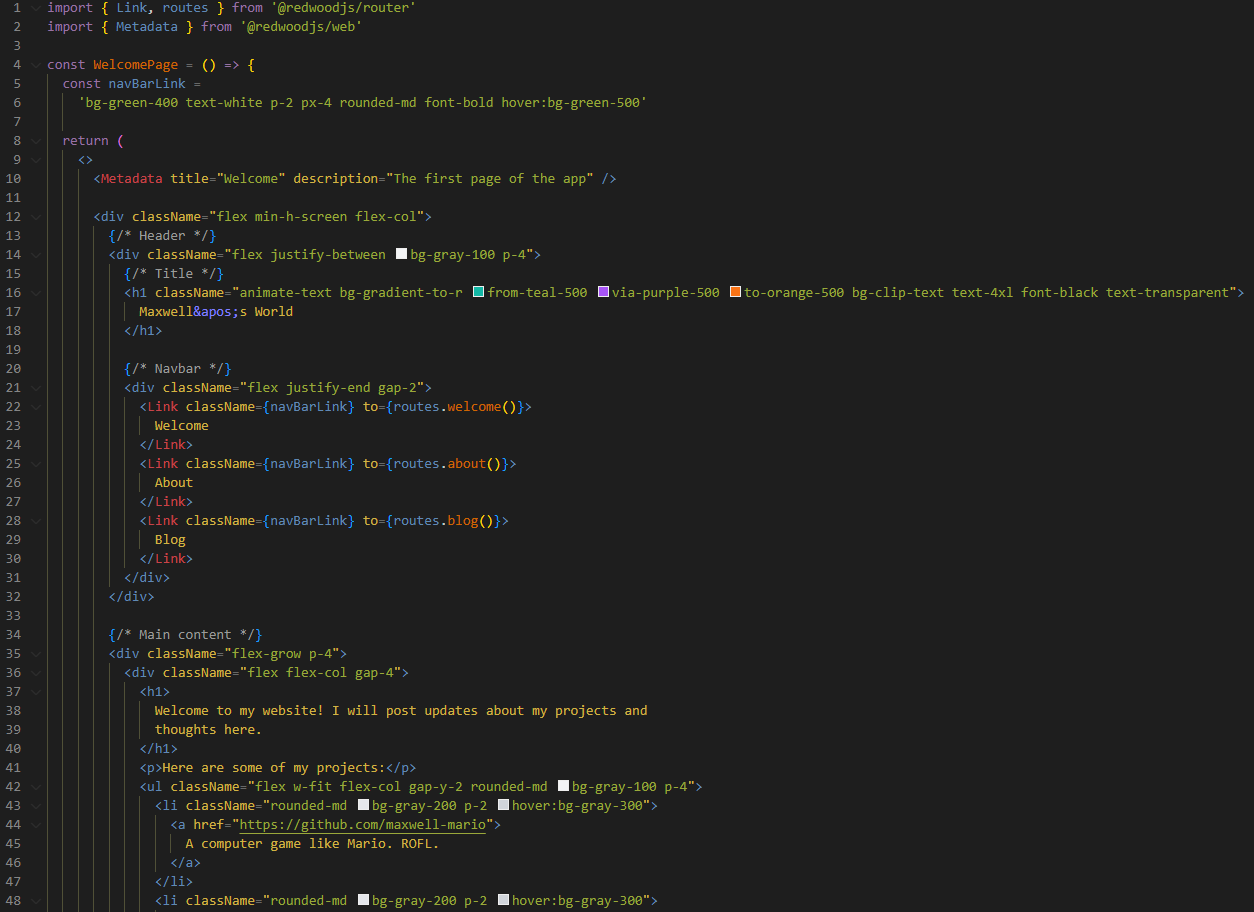 1 import { Link, routes } from '@redwoodjs/router'
2 import { Metadata } from '@redwoodjs/web'
3
4 const WelcomePage = () => {
5   const navBarLink =
6     'bg-green-400 text-white p-2 px-4 rounded-md font-bold hover:bg-green-500'
7
8   return (
9     <>
10       <Metadata title="Welcome" description="The first page of the app" />
11
12       <div className="flex min-h-screen flex-col">
13         {/* Header */}
14         <div className="flex justify-between bg-gray-100 p-4">
15           {/* Title */}
16           <h1 className="animate-text bg-gradient-to-r from-teal-500 via-purple-500 to-orange-500 bg-clip-text text-4xl font-black text-transparent">
17             Maxwell&apos;s World
18           </h1>
19
20           {/* Navbar */}
21           <div className="flex justify-end gap-2">
22             <Link className={navBarLink} to={routes.welcome()}>
23               Welcome
24             </Link>
25             <Link className={navBarLink} to={routes.about()}>
26               About
27             </Link>
28             <Link className={navBarLink} to={routes.blog()}>
29               Blog
30             </Link>
31           </div>
32         </div>
33
34         {/* Main content */}
35         <div className="flex-grow p-4">
36           <div className="flex flex-col gap-4">
37             <h1>
38               Welcome to my website! I will post updates about my projects and
39               thoughts here.
40             </h1>
41             <p>Here are some of my projects:</p>
42             <ul className="flex w-fit flex-col gap-y-2 rounded-md bg-gray-100 p-4">
43               <li className="rounded-md bg-gray-200 p-2 hover:bg-gray-300">
44                 <a href="https://github.com/maxwell-mario">
45                   A computer game like Mario. ROFL.
46                 </a>
47               </li>
48               <li className="rounded-md bg-gray-200 p-2 hover:bg-gray-300">